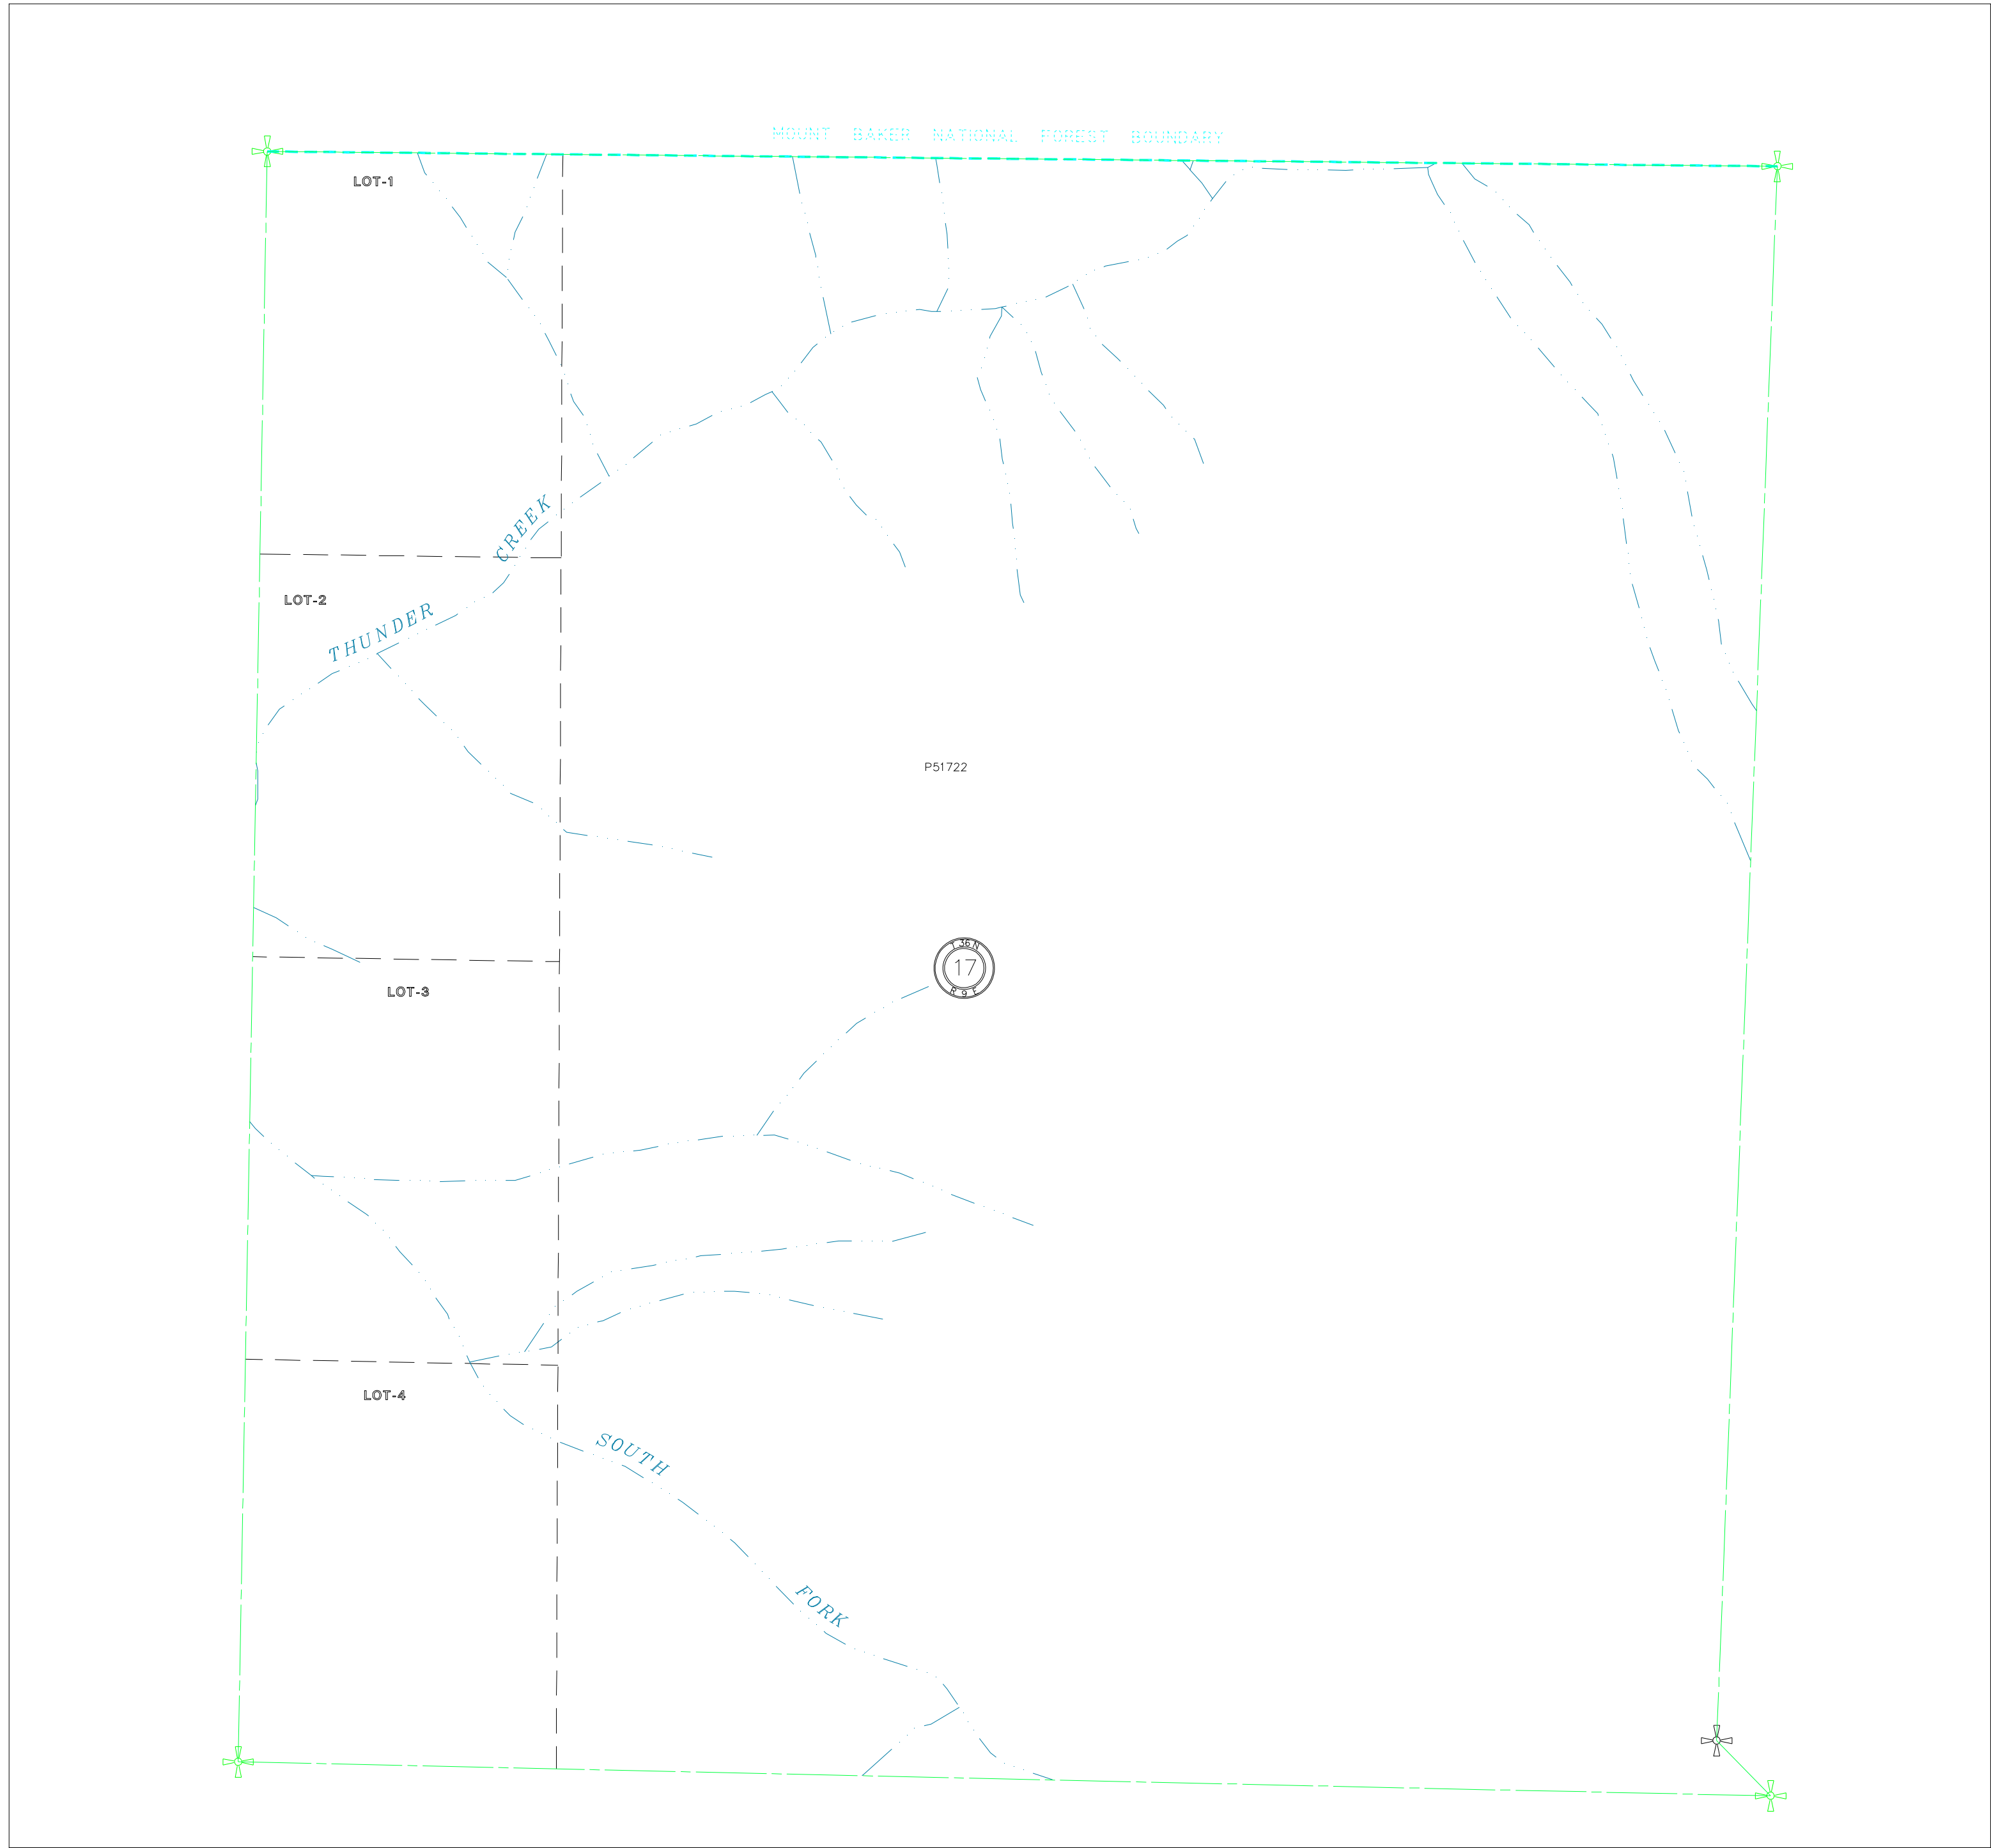 MOUNT BAKER NATIONAL FOREST BOUNDARY
LOT-1
CREEK
LOT-2
THUNDER
P51722
T 36 N
17
R 9 E
LOT-3
LOT-4
SOUTH
FORK